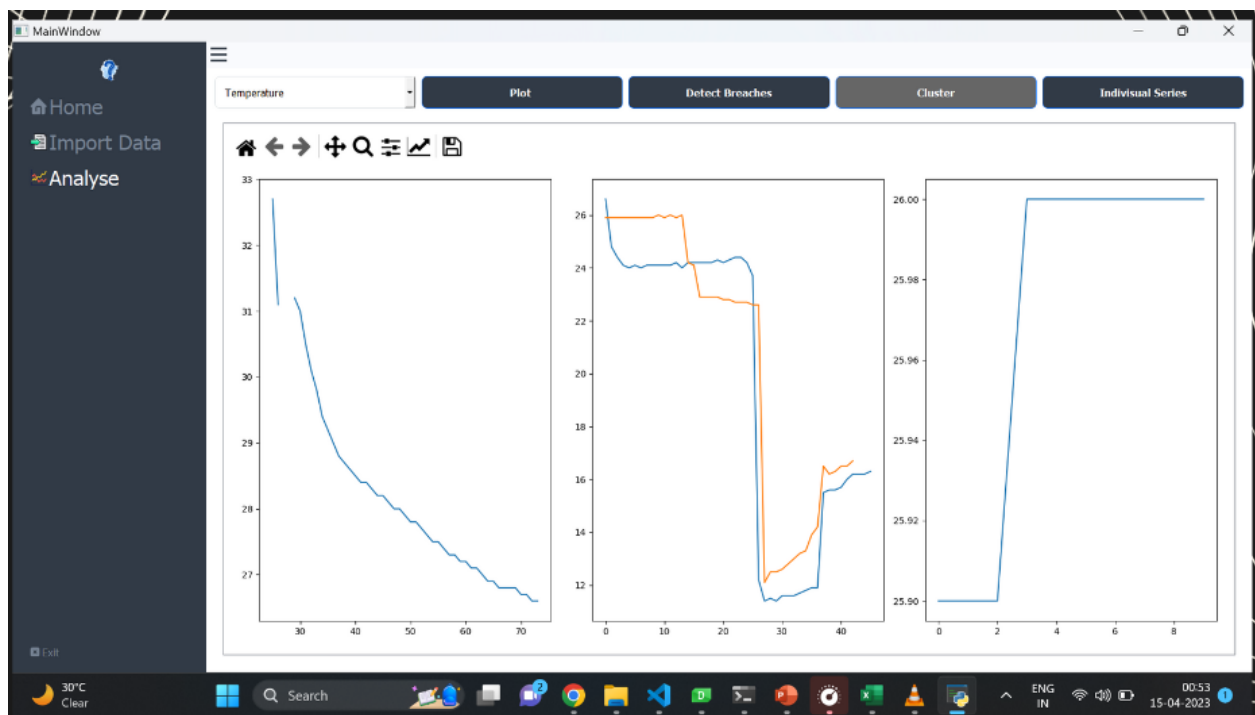 MainWindow
Home
Import Data
Analyse
Exit
Temperature
Plot
Detect Breaches
Cluster
Indivisual Series
33
32
31
30
29
28
27
30 40 50 60 70
26
24
22
20
18
16
14
12
0 10 20 30 40
26.00
25.98
25.96
25.94
25.92
25.90
0 2 4 6 8
30°C
Clear
Search
2
D
ENG
IN
00:53
15-04-2023
1